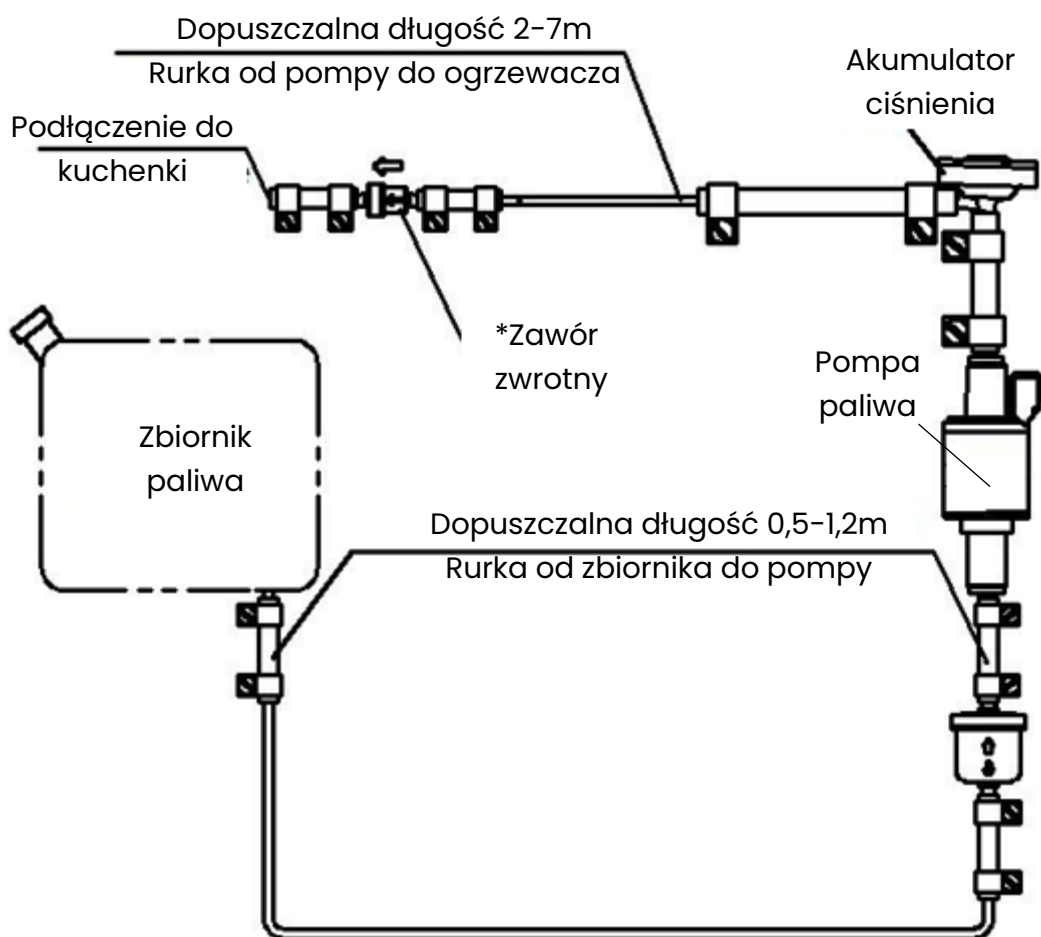 Dopuszczalna długość 2-7m
Rurka od pompy do ogrzewacza
Akumulator
ciśnienia
Podłączenie do
kuchenki
*Zawór
zwrotny
Pompa
paliwa
Zbiornik
paliwa
Dopuszczalna długość 0,5-1,2m
Rurka od zbiornika do pompy